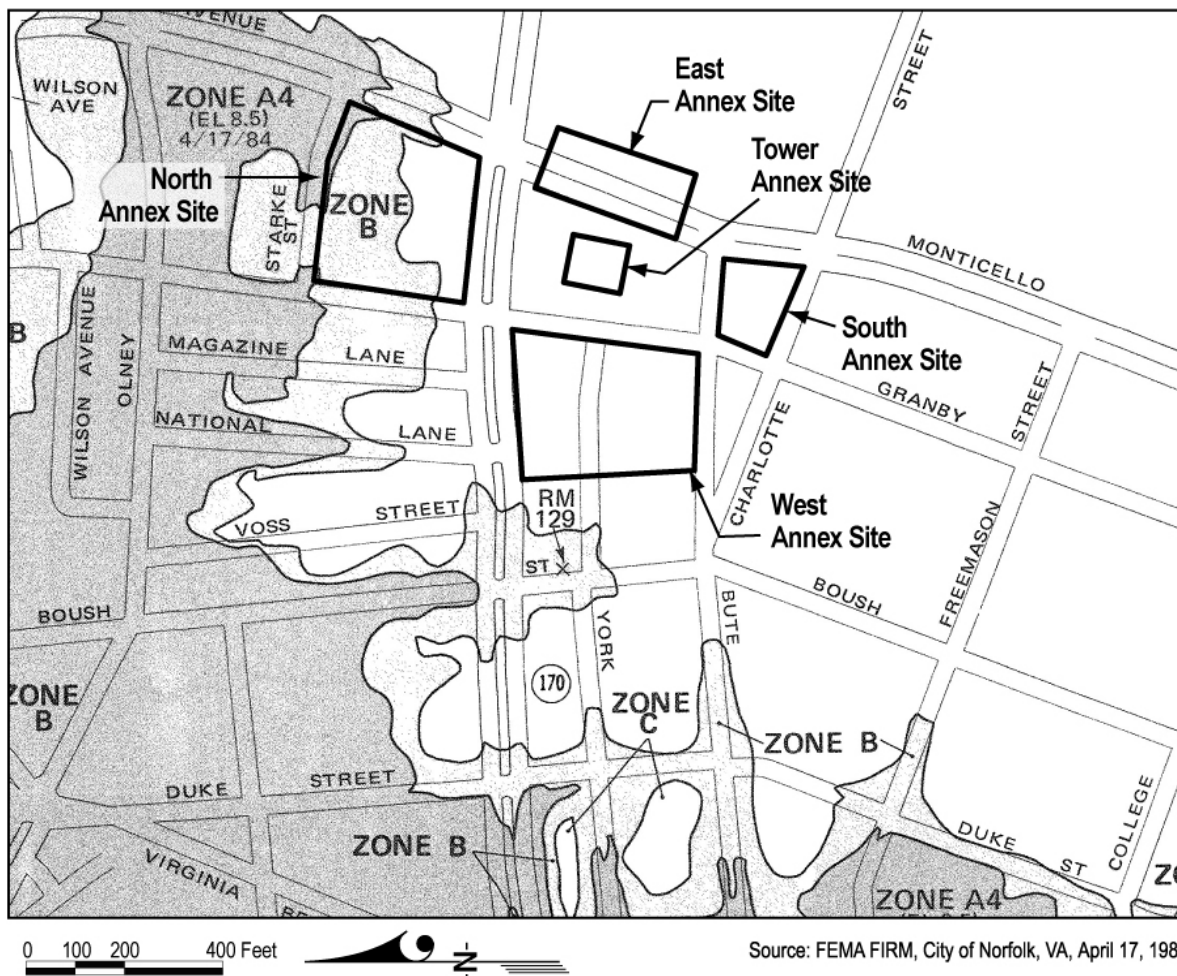 AVENUE
WILSON
AVE
ZONE A4
(EL 8.5)
4/17/84
East
Annex Site
STREET
Tower
Annex Site
North
Annex Site
STARKE
ST
ZONE
B
MONTICELLO
B
WILSON AVENUE
OLNEY
MAGAZINE LANE
South
Annex Site
GRANBY
STREET
NATIONAL LANE
CHARLOTTE
VOSS STREET
RM
129
ST
West
Annex Site
FREEMASON
BOUSH
BOUSH
YORK
BUTE
170
ZONE
B
ZONE
C
ZONE B
DUKE STREET
COLLEGE
ZONE B
DUKE
ST
VIRGINIA
ZONE A4
0 100 200 400 Feet
N
Source: FEMA FIRM, City of Norfolk, VA, April 17, 198